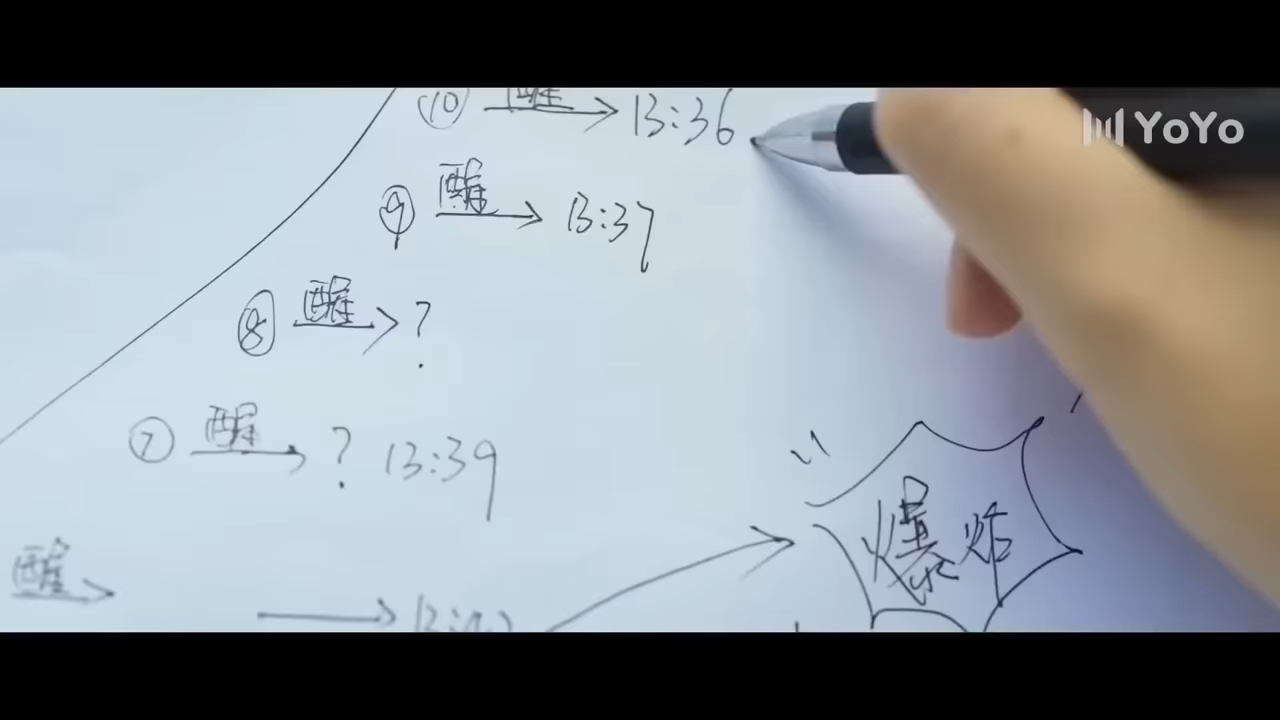 ⑩ 醒 → 13:36
YoYo
⑨ 醒 → 13:37
⑧ 醒 → ?
⑦ 醒 → ? 13:39
爆炸
醒 →